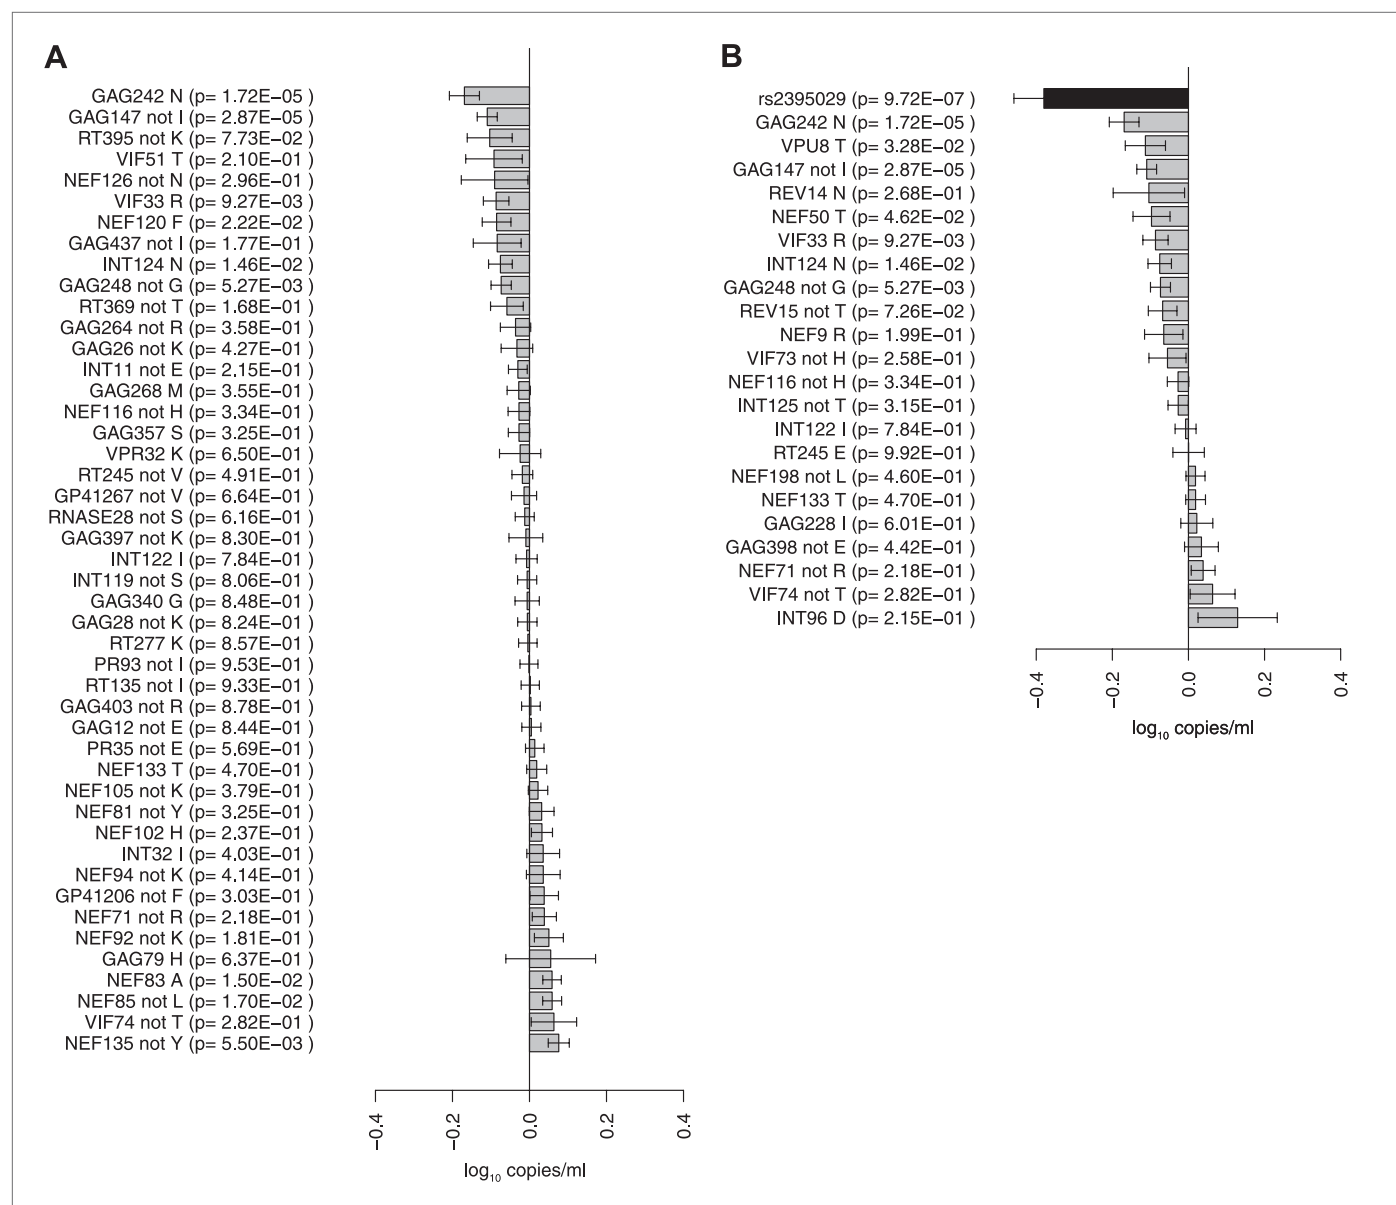 A
GAG242 N (p= 1.72E−05 )
GAG147 not I (p= 2.87E−05 )
RT395 not K (p= 7.73E−02 )
VIF51 T (p= 2.10E−01 )
NEF126 not N (p= 2.96E−01 )
VIF33 R (p= 9.27E−03 )
NEF120 F (p= 2.22E−02 )
GAG437 not I (p= 1.77E−01 )
INT124 N (p= 1.46E−02 )
GAG248 not G (p= 5.27E−03 )
RT369 not T (p= 1.68E−01 )
GAG264 not R (p= 3.58E−01 )
GAG26 not K (p= 4.27E−01 )
INT11 not E (p= 2.15E−01 )
GAG268 M (p= 3.55E−01 )
NEF116 not H (p= 3.34E−01 )
GAG357 S (p= 3.25E−01 )
VPR32 K (p= 6.50E−01 )
RT245 not V (p= 4.91E−01 )
GP41267 not V (p= 6.64E−01 )
RNASE28 not S (p= 6.16E−01 )
GAG397 not K (p= 8.30E−01 )
INT122 I (p= 7.84E−01 )
INT119 not S (p= 8.06E−01 )
GAG340 G (p= 8.48E−01 )
GAG28 not K (p= 8.24E−01 )
RT277 K (p= 8.57E−01 )
PR93 not I (p= 9.53E−01 )
RT135 not I (p= 9.33E−01 )
GAG403 not R (p= 8.78E−01 )
GAG12 not E (p= 8.44E−01 )
PR35 not E (p= 5.69E−01 )
NEF133 T (p= 4.70E−01 )
NEF105 not K (p= 3.79E−01 )
NEF81 not Y (p= 3.25E−01 )
NEF102 H (p= 2.37E−01 )
INT32 I (p= 4.03E−01 )
NEF94 not K (p= 4.14E−01 )
GP41206 not F (p= 3.03E−01 )
NEF71 not R (p= 2.18E−01 )
NEF92 not K (p= 1.81E−01 )
GAG79 H (p= 6.37E−01 )
NEF83 A (p= 1.50E−02 )
NEF85 not L (p= 1.70E−02 )
VIF74 not T (p= 2.82E−01 )
NEF135 not Y (p= 5.50E−03 )
−0.4 −0.2 0.0 0.2 0.4
log₁₀ copies/ml
B
rs2395029 (p= 9.72E−07 )
GAG242 N (p= 1.72E−05 )
VPU8 T (p= 3.28E−02 )
GAG147 not I (p= 2.87E−05 )
REV14 N (p= 2.68E−01 )
NEF50 T (p= 4.62E−02 )
VIF33 R (p= 9.27E−03 )
INT124 N (p= 1.46E−02 )
GAG248 not G (p= 5.27E−03 )
REV15 not T (p= 7.26E−02 )
NEF9 R (p= 1.99E−01 )
VIF73 not H (p= 2.58E−01 )
NEF116 not H (p= 3.34E−01 )
INT125 not T (p= 3.15E−01 )
INT122 I (p= 7.84E−01 )
RT245 E (p= 9.92E−01 )
NEF198 not L (p= 4.60E−01 )
NEF133 T (p= 4.70E−01 )
GAG228 I (p= 6.01E−01 )
GAG398 not E (p= 4.42E−01 )
NEF71 not R (p= 2.18E−01 )
VIF74 not T (p= 2.82E−01 )
INT96 D (p= 2.15E−01 )
−0.4 −0.2 0.0 0.2 0.4
log₁₀ copies/ml